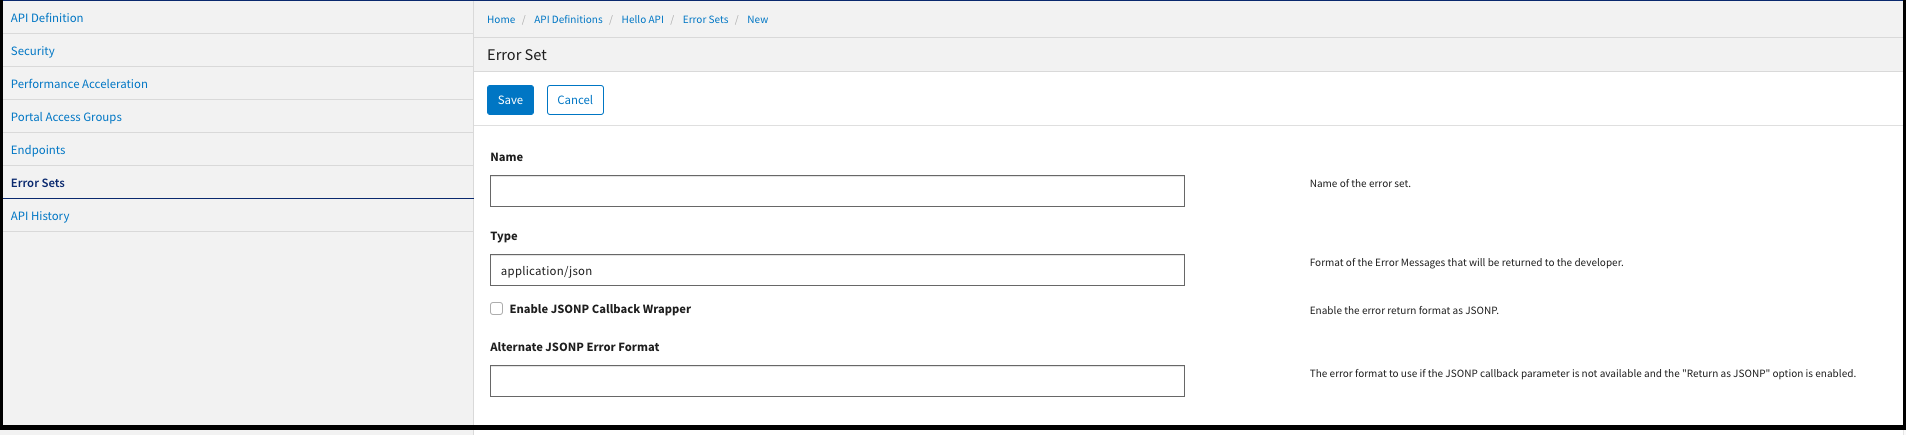 API Definition
Security
Performance Acceleration
Portal Access Groups
Endpoints
Error Sets
API History
Home / API Definitions / Hello API / Error Sets / New
Error Set
Save Cancel
Name
Name of the error set.
Type
application/json
Format of the Error Messages that will be returned to the developer.
Enable JSONP Callback Wrapper
Enable the error return format as JSONP.
Alternate JSONP Error Format
The error format to use if the JSONP callback parameter is not available and the "Return as JSONP" option is enabled.